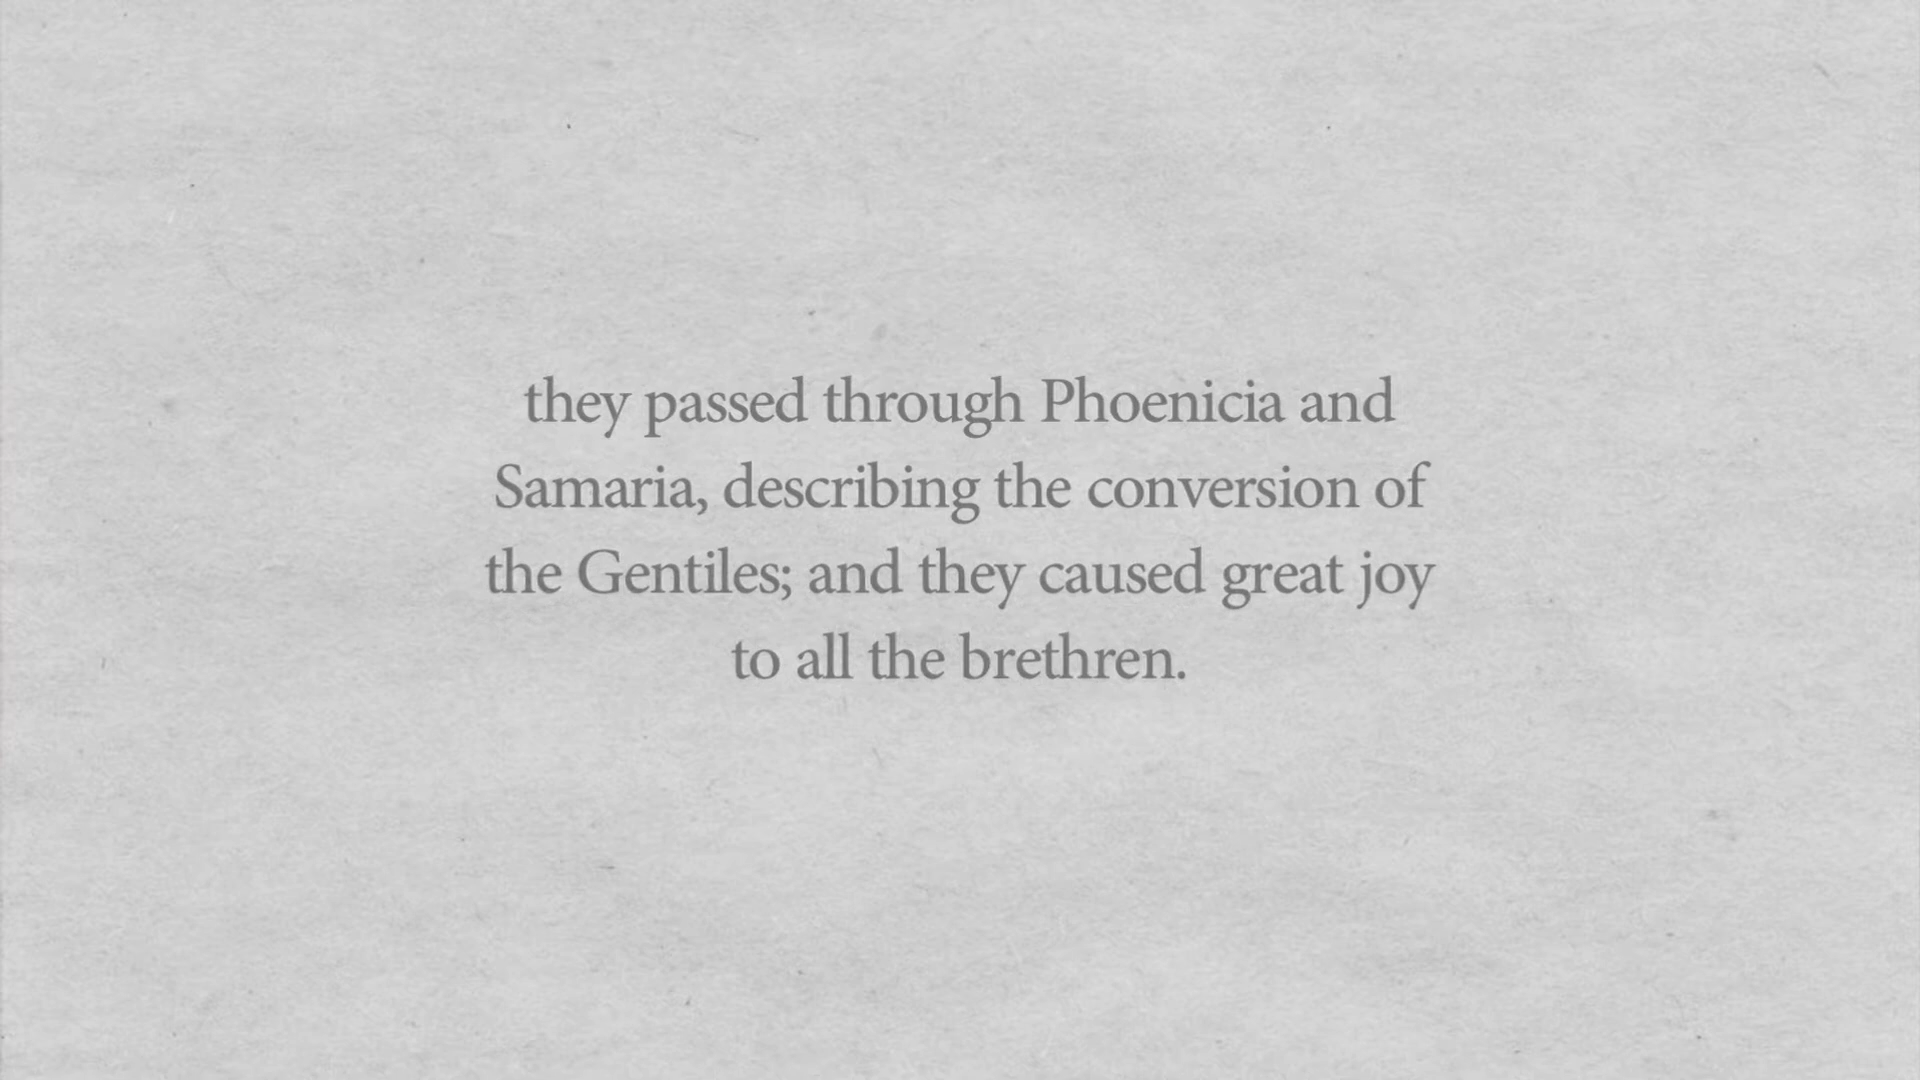 they passed through Phoenicia and
Samaria, describing the conversion of
the Gentiles; and they caused great joy
to all the brethren.